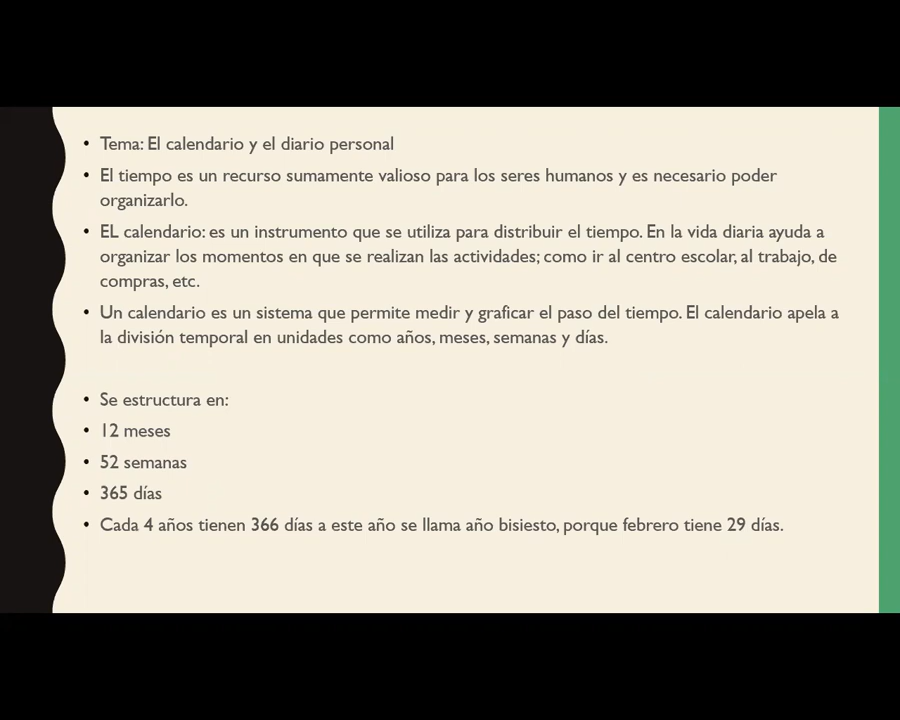 • Tema: El calendario y el diario personal
• El tiempo es un recurso sumamente valioso para los seres humanos y es necesario poder
organizarlo.
• EL calendario: es un instrumento que se utiliza para distribuir el tiempo. En la vida diaria ayuda a
organizar los momentos en que se realizan las actividades; como ir al centro escolar, al trabajo, de
compras, etc.
• Un calendario es un sistema que permite medir y graficar el paso del tiempo. El calendario apela a
la división temporal en unidades como años, meses, semanas y días.
• Se estructura en:
• 12 meses
• 52 semanas
• 365 días
• Cada 4 años tienen 366 días a este año se llama año bisiesto, porque febrero tiene 29 días.